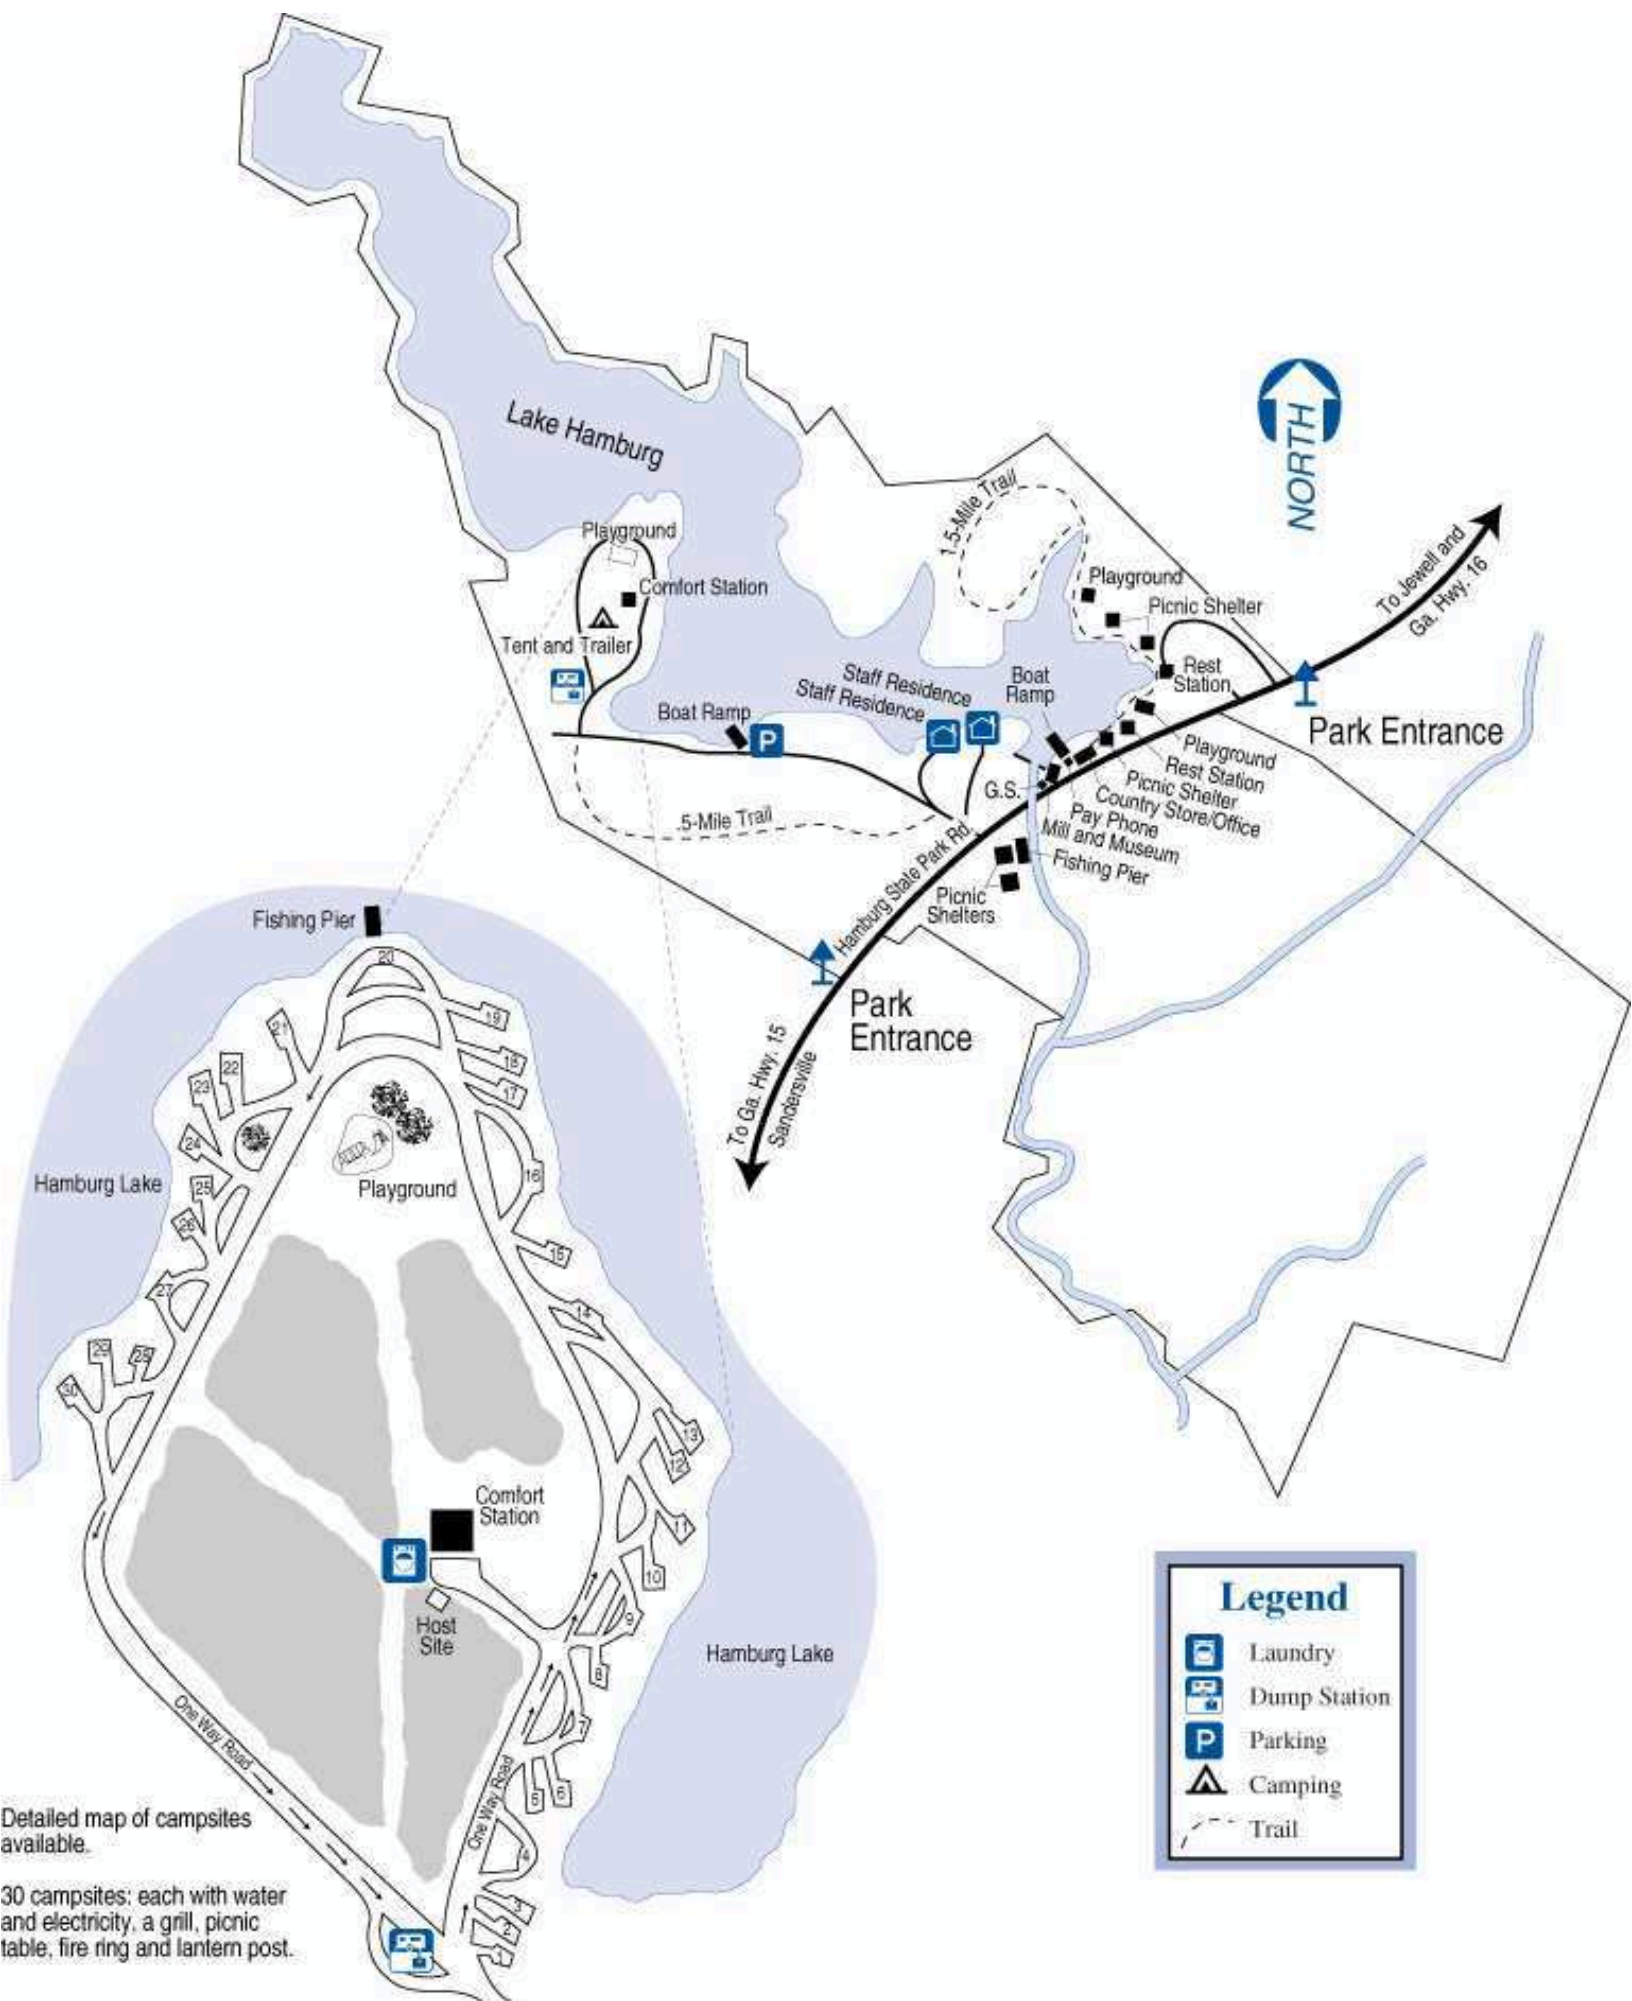 Lake Hamburg
NORTH
1.5-Mile Trail
Playground
Comfort Station
Tent and Trailer
Playground
Picnic Shelter
To Jewell and
Ga. Hwy. 16
Rest
Station
Boat
Ramp
Staff Residence
Staff Residence
Boat Ramp
P
Park Entrance
Playground
Rest Station
Picnic Shelter
Country Store/Office
Pay Phone
Mill and Museum
G.S.
Fishing Pier
Picnic
Shelters
.5-Mile Trail
Hamburg State Park Rd.
Park
Entrance
To Ga. Hwy. 15
Sandersville
Fishing Pier
20
19
18
17
21
22
23
24
25
26
27
28
29
30
16
15
14
13
12
11
10
9
8
7
6
5
4
3
2
1
Hamburg Lake
Playground
Comfort
Station
Host
Site
Hamburg Lake
One Way Road
One Way Road
Detailed map of campsites
available.
30 campsites: each with water
and electricity, a grill, picnic
table, fire ring and lantern post.
Legend
Laundry
Dump Station
P Parking
Camping
Trail